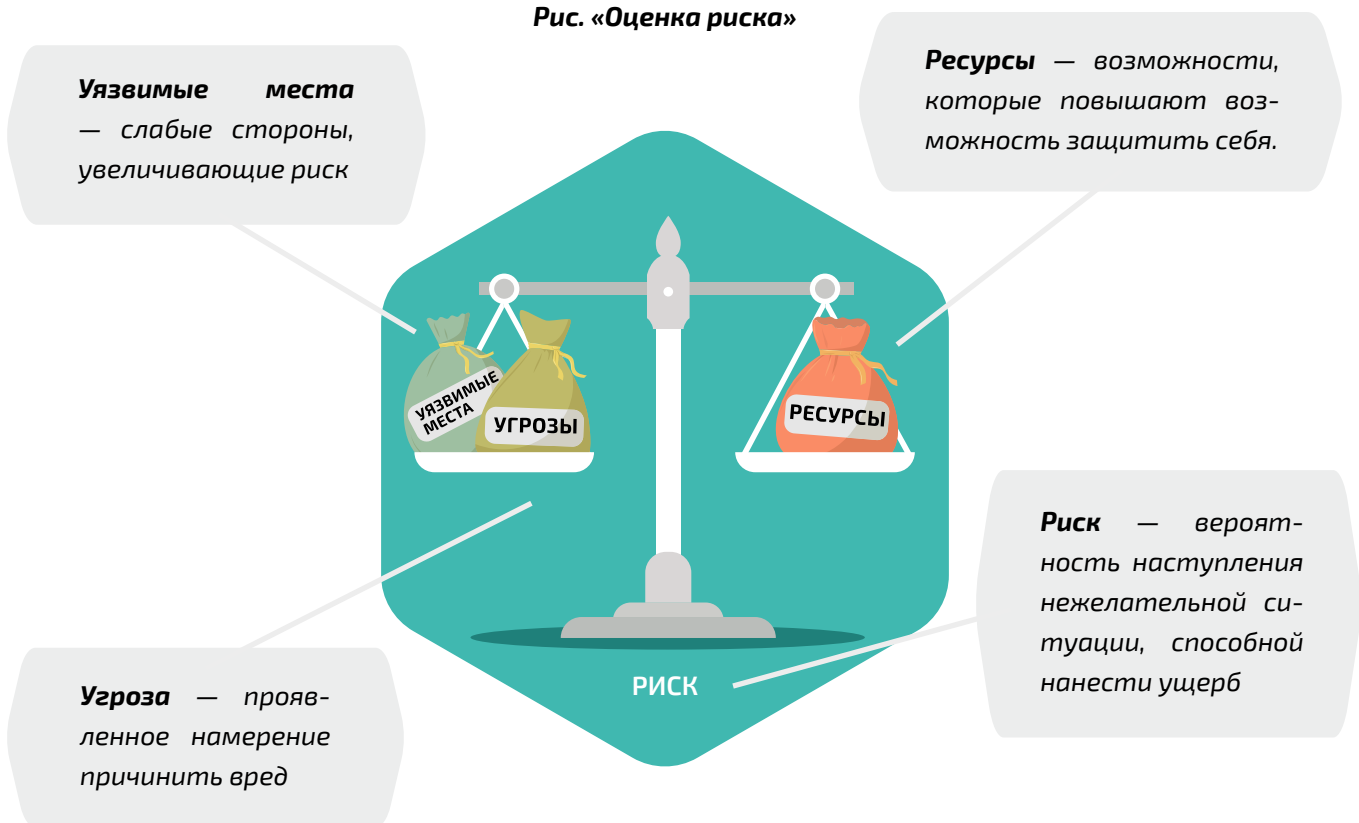 Рис. «Оценка риска»
Уязвимые места
— слабые стороны,
увеличивающие риск
Ресурсы — возможности,
которые повышают воз-
можность защитить себя.
УЯЗВИМЫЕ
МЕСТА
УГРОЗЫ
РЕСУРСЫ
Риск — вероят-
ность наступления
нежелательной си-
туации, способной
нанести ущерб
РИСК
Угроза — прояв-
ленное намерение
причинить вред